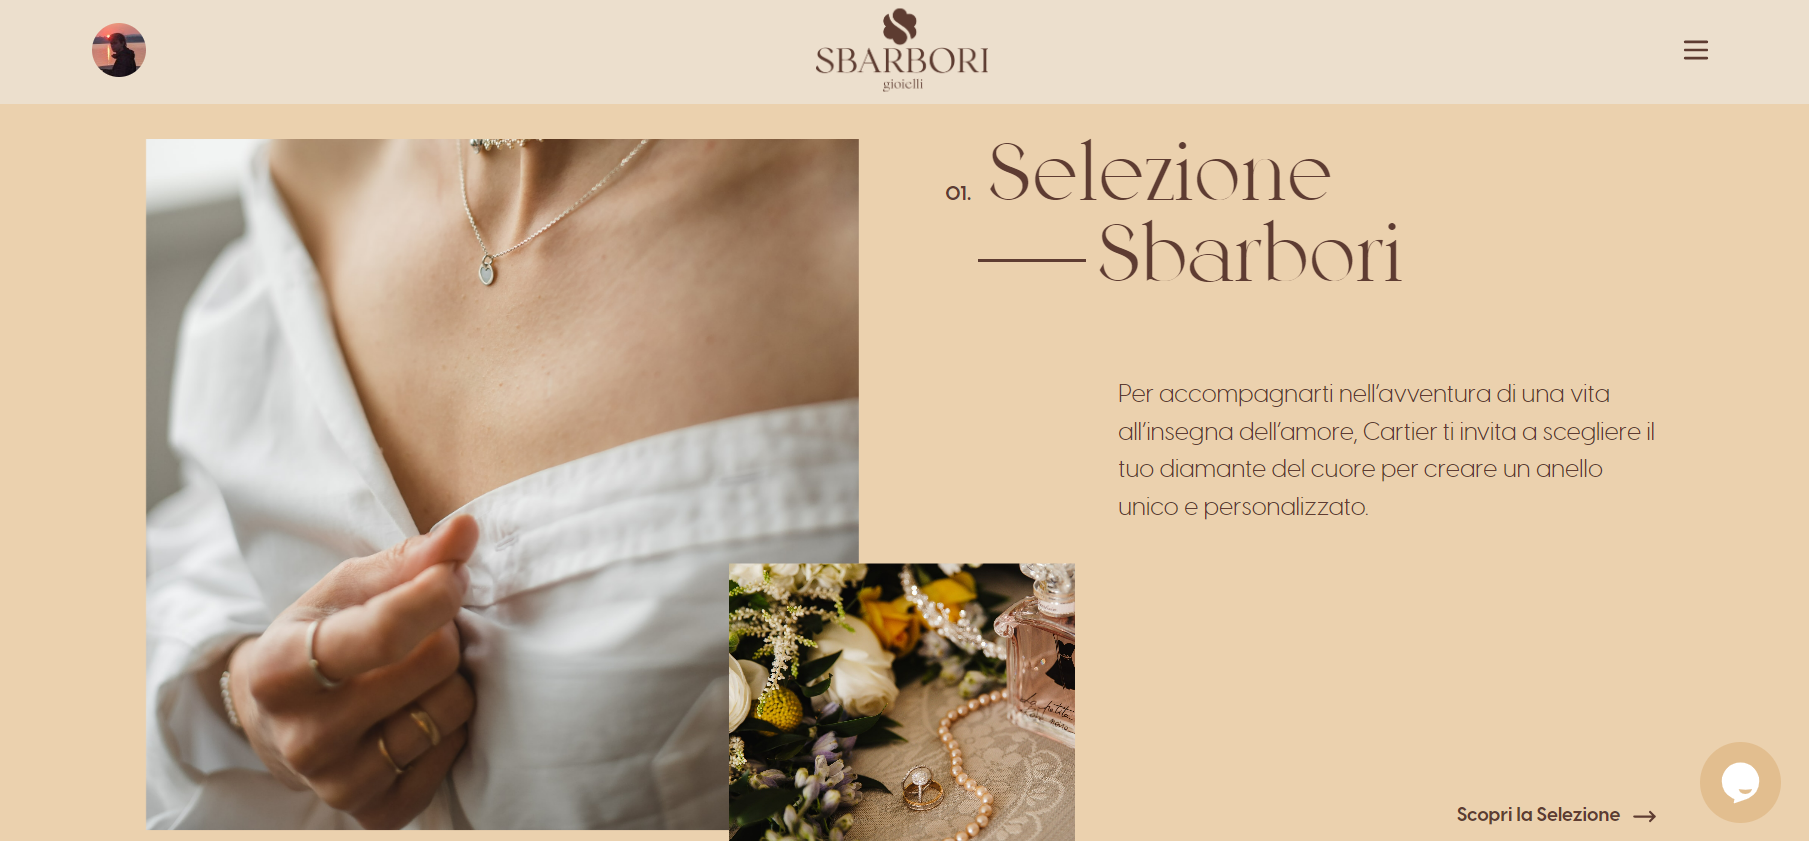 SBARBORI
gioielli
01.
Selezione
Sbarbori
Per accompagnarti nell’avventura di una vita
all’insegna dell’amore, Cartier ti invita a scegliere il
tuo diamante del cuore per creare un anello
unico e personalizzato.
Scopri la Selezione